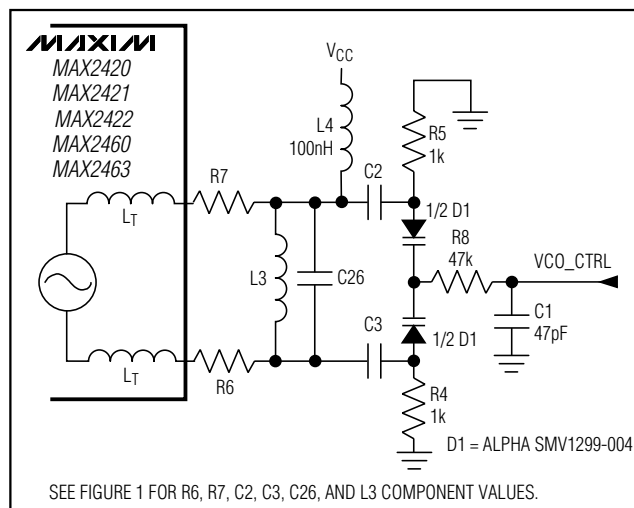 MAXIM
MAX2420
MAX2421
MAX2422
MAX2460
MAX2463
VCC
L4
100nH
R5
1k
R7
C2
1/2 D1
R8
47k
VCO_CTRL
LT
L3
C26
C1
47pF
C3
1/2 D1
LT
R6
R4
1k
D1 = ALPHA SMV1299-004
SEE FIGURE 1 FOR R6, R7, C2, C3, C26, AND L3 COMPONENT VALUES.